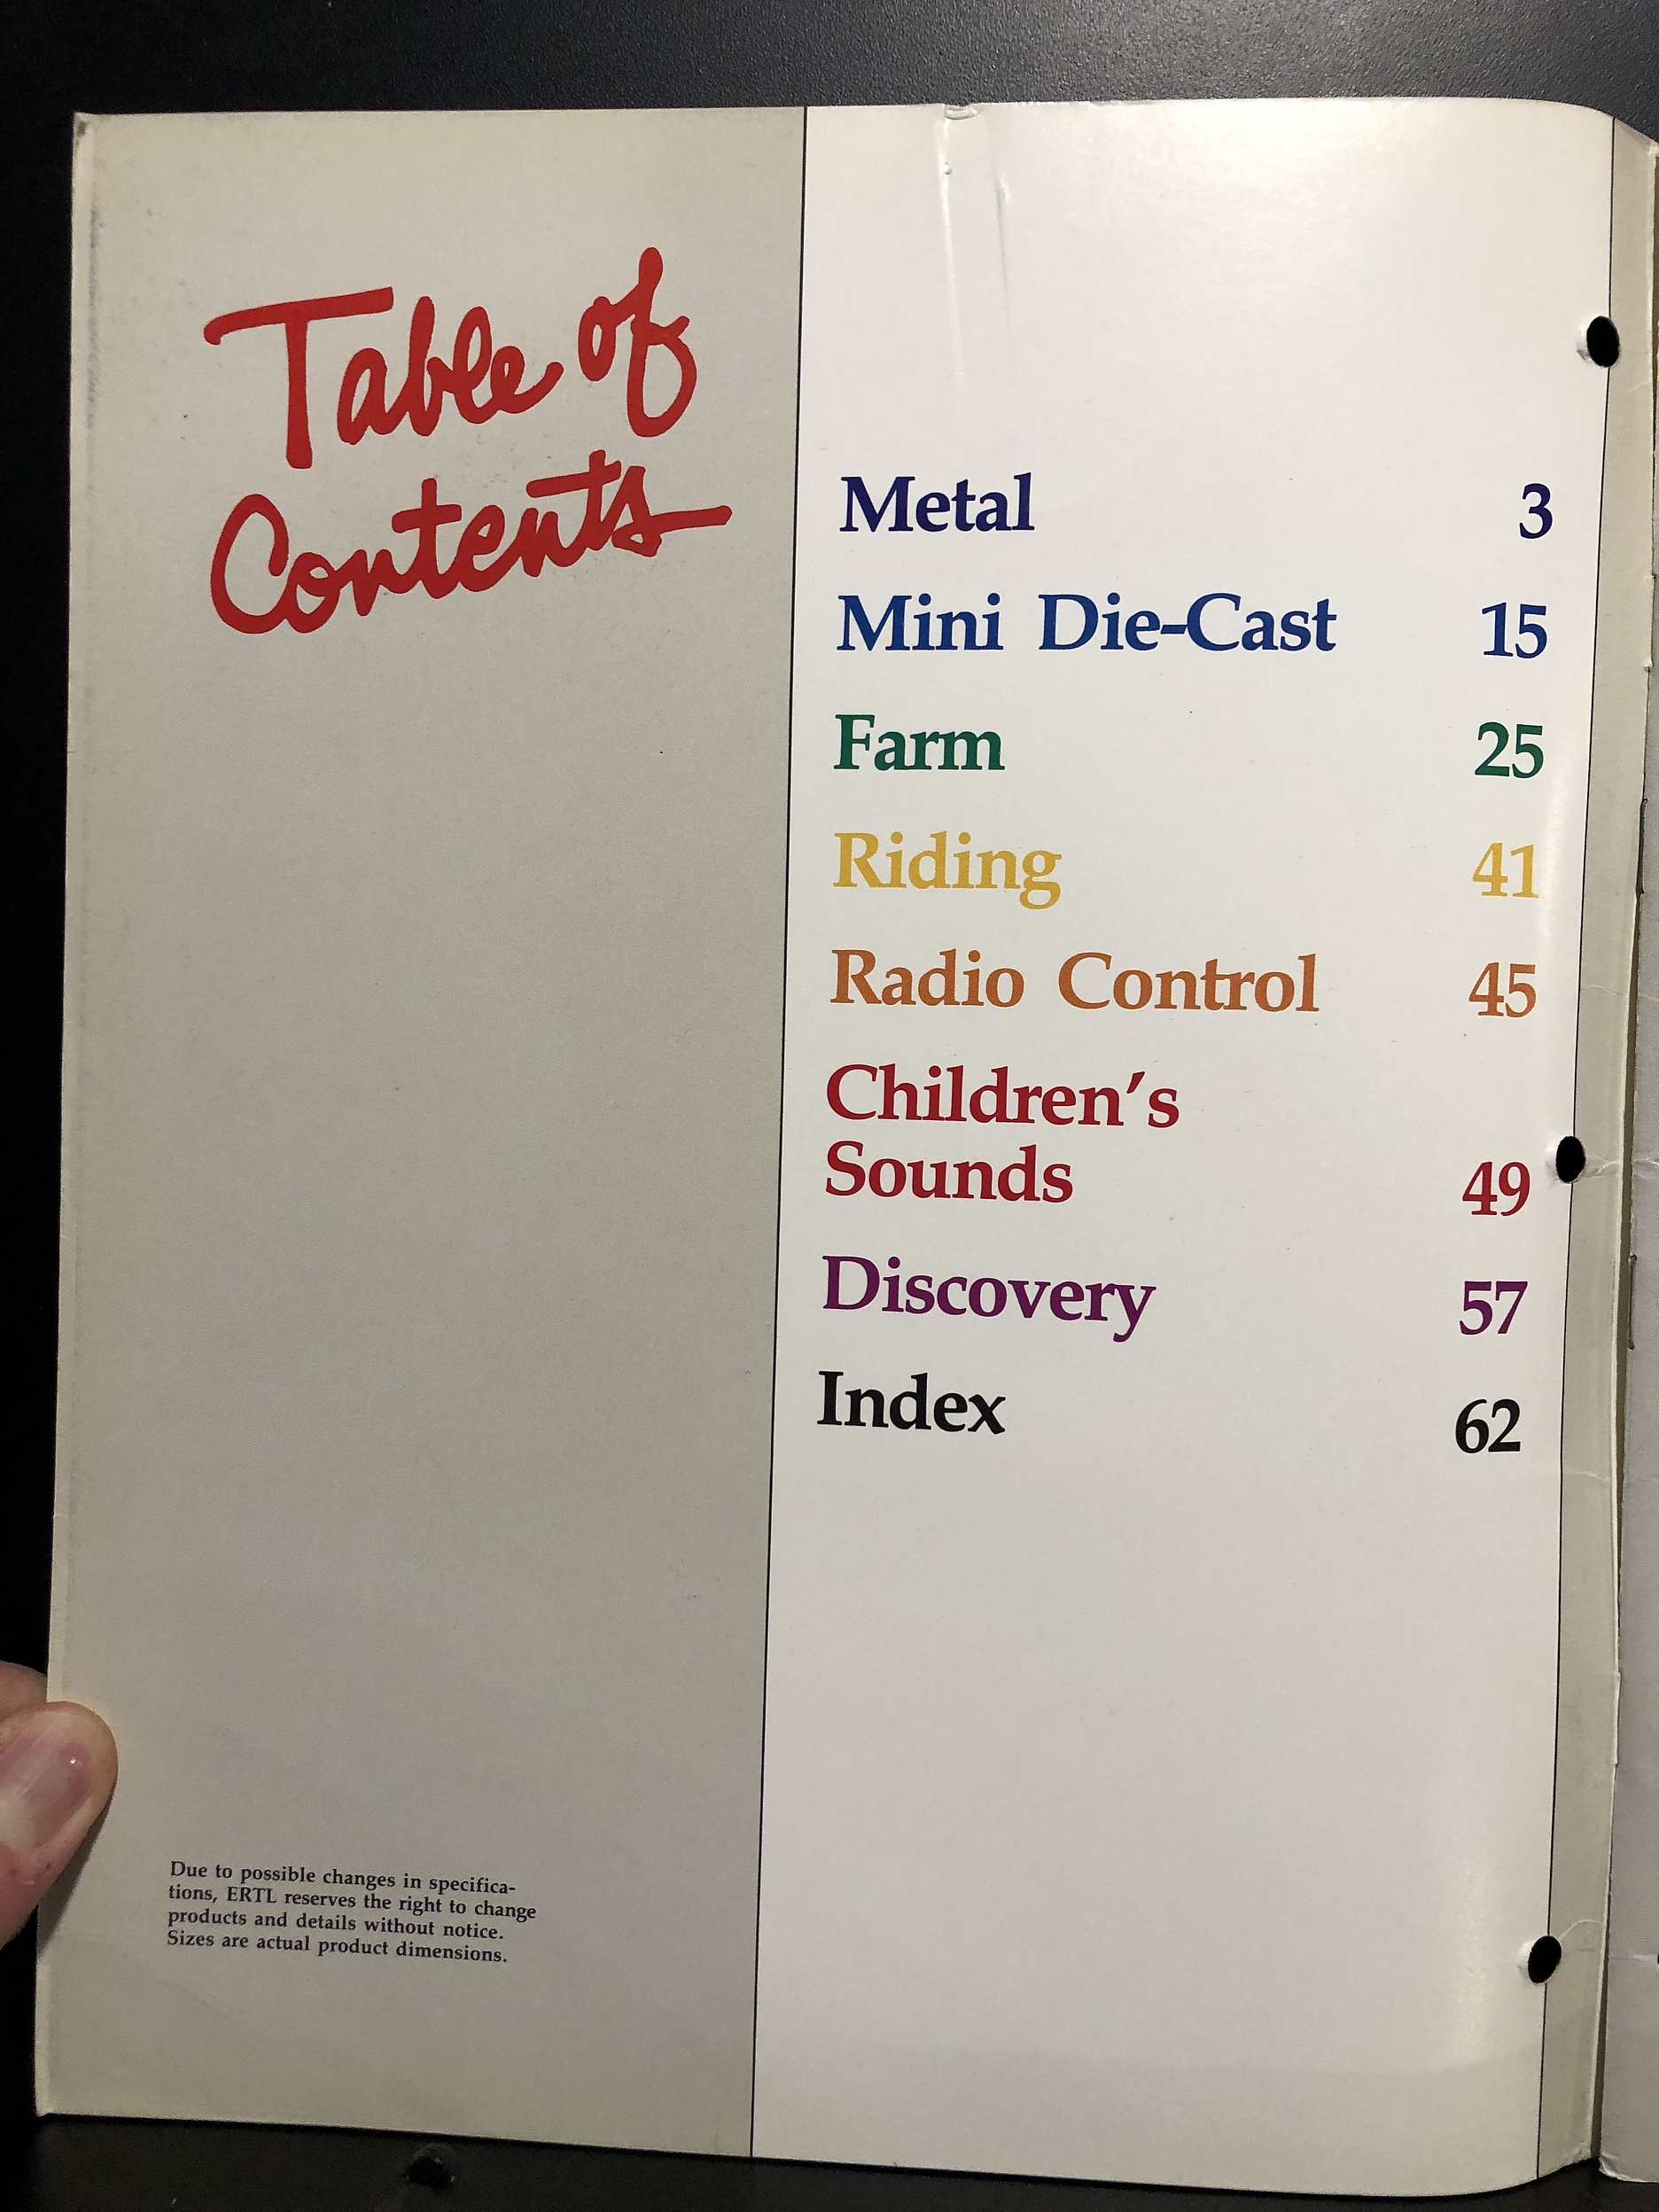 Table of
Contents
Metal 3
Mini Die-Cast 15
Farm 25
Riding 41
Radio Control 45
Children's
Sounds 49
Discovery 57
Index 62
Due to possible changes in specifica-
tions, ERTL reserves the right to change
products and details without notice.
Sizes are actual product dimensions.